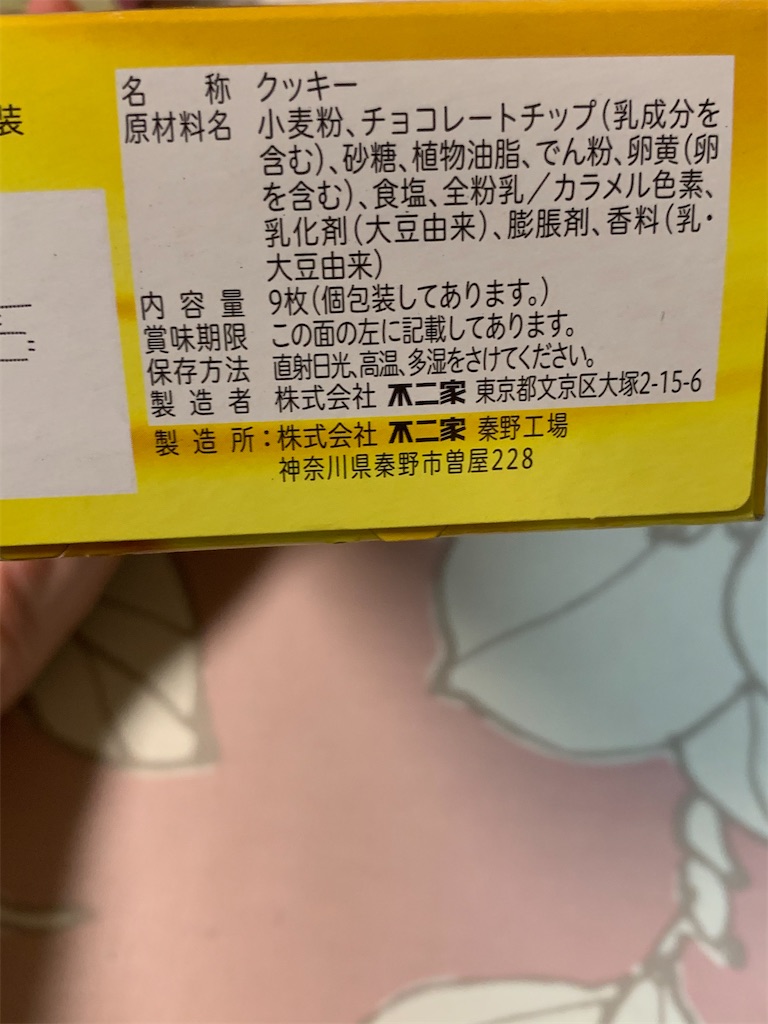 装
名 称 クッキー
原材料名 小麦粉、チョコレートチップ(乳成分を
含む)、砂糖、植物油脂、でん粉、卵黄(卵
を含む)、食塩、全粉乳/カラメル色素、
乳化剤(大豆由来)、膨脹剤、香料(乳・
大豆由来)
内容量 9枚(個包装してあります。)
賞味期限 この面の左に記載してあります。
保存方法 直射日光、高温、多湿をさけてください。
製造者 株式会社 不二家 東京都文京区大塚2-15-6
製造所:株式会社 不二家 秦野工場
神奈川県秦野市曽屋228